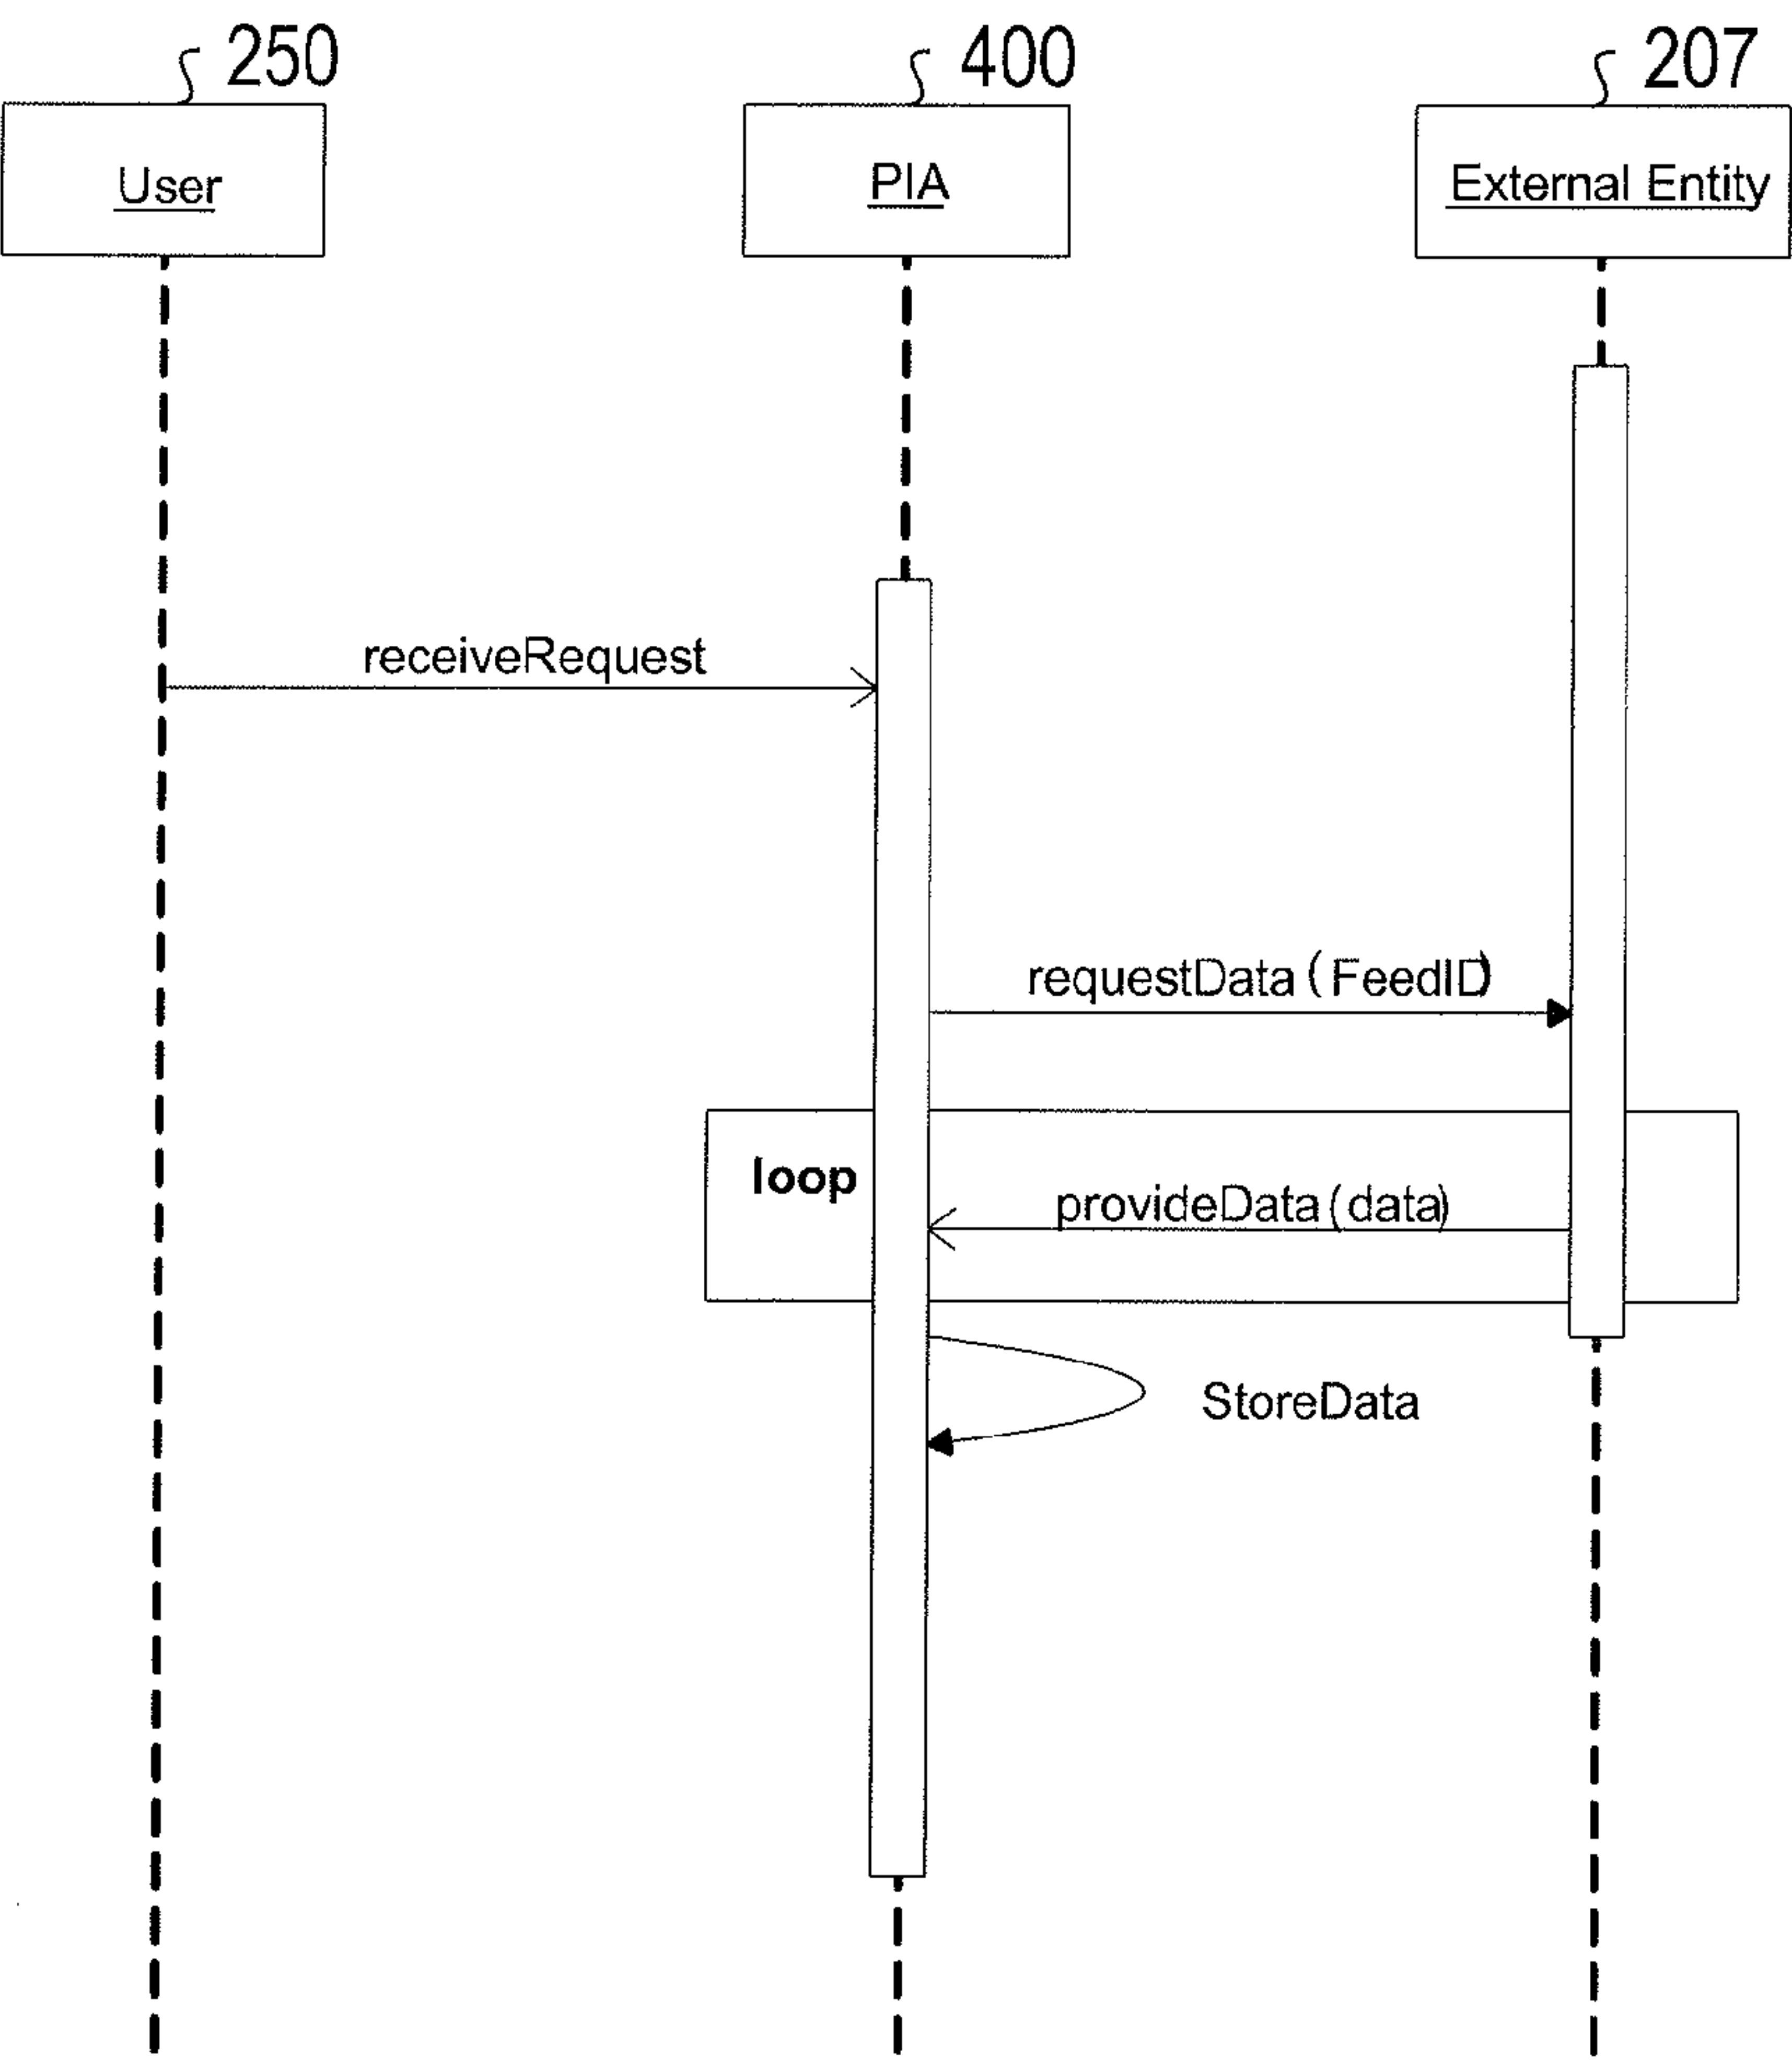 250
400
207
User
PIA
External Entity
receiveRequest
requestData (FeedID)
loop
provideData (data)
StoreData